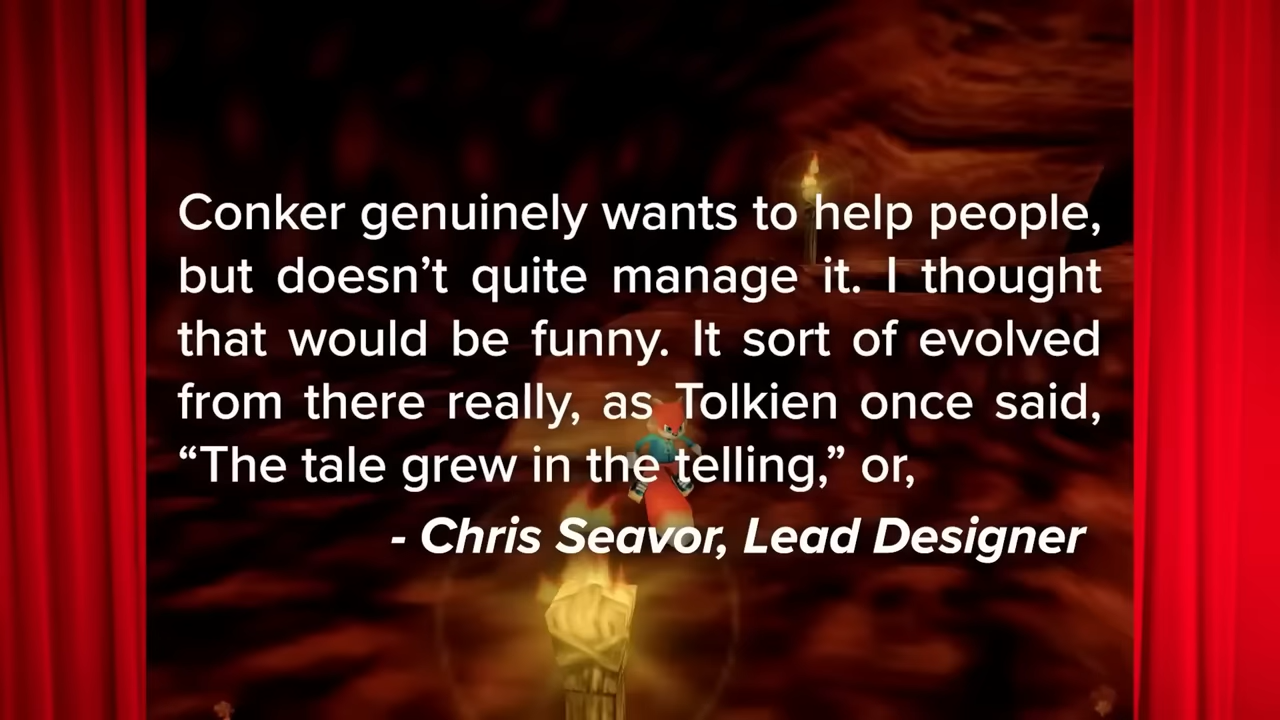 Conker genuinely wants to help people,
but doesn’t quite manage it. I thought
that would be funny. It sort of evolved
from there really, as Tolkien once said,
“The tale grew in the telling,” or,
- Chris Seavor, Lead Designer